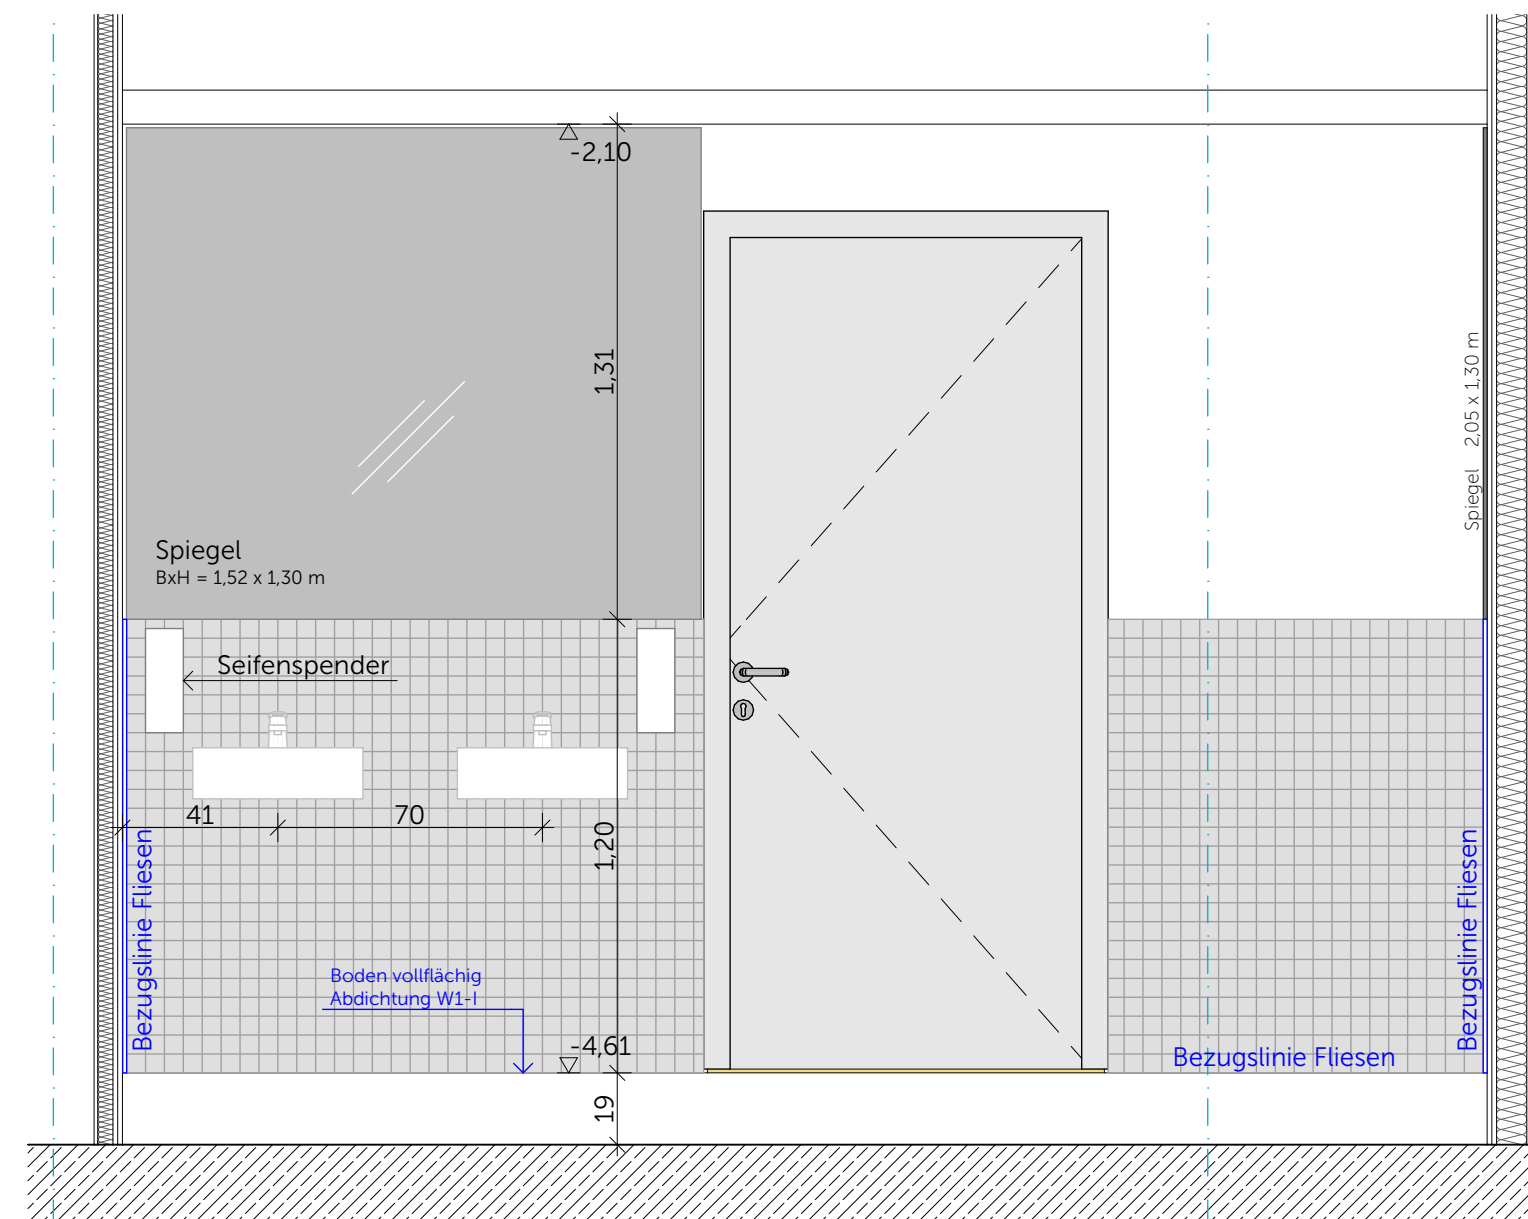 -2,10
1,31
Spiegel 2,05 x 1,30 m
Spiegel
BxH = 1,52 x 1,30 m
Seifenspender
41
70
1,20
Bezugslinie Fliesen
Bezugslinie Fliesen
Boden vollflächig
Abdichtung W1-I
-4,61
Bezugslinie Fliesen
19